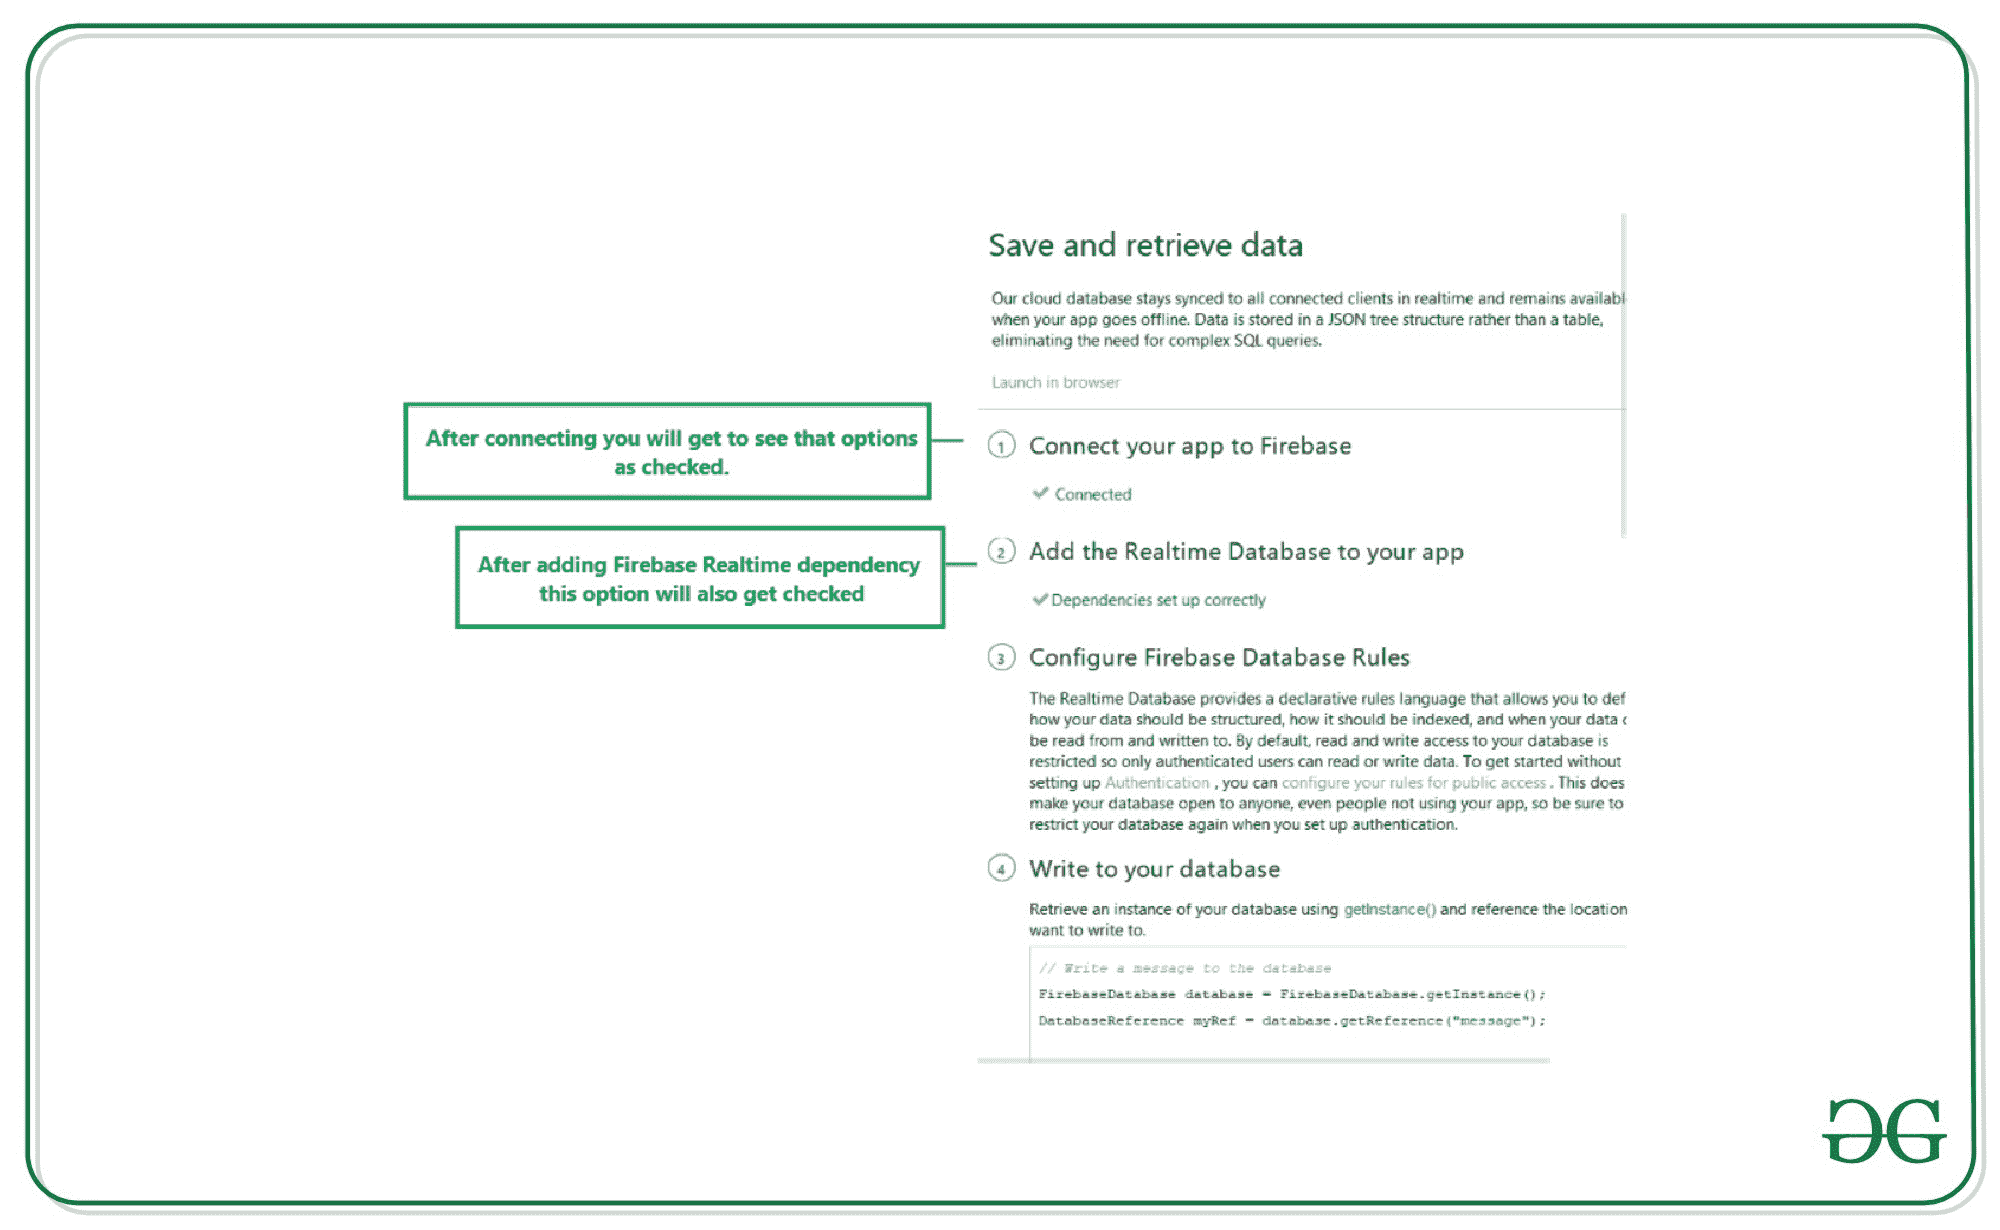 Save and retrieve data
Our cloud database stays synced to all connected clients in realtime and remains availabl
when your app goes offline. Data is stored in a JSON tree structure rather than a table,
eliminating the need for complex SQL queries.
Launch in browser
After connecting you will get to see that options
as checked.
1 Connect your app to Firebase
✔ Connected
After adding Firebase Realtime dependency
this option will also get checked
2 Add the Realtime Database to your app
✔ Dependencies set up correctly
3 Configure Firebase Database Rules
The Realtime Database provides a declarative rules language that allows you to def
how your data should be structured, how it should be indexed, and when your data
be read from and written to. By default, read and write access to your database is
restricted so only authenticated users can read or write data. To get started without
setting up Authentication , you can configure your rules for public access . This does
make your database open to anyone, even people not using your app, so be sure to
restrict your database again when you set up authentication.
4 Write to your database
Retrieve an instance of your database using getInstance() and reference the location
want to write to.
// Write a message to the database
FirebaseDatabase database = FirebaseDatabase.getInstance();
DatabaseReference myRef = database.getReference("message");